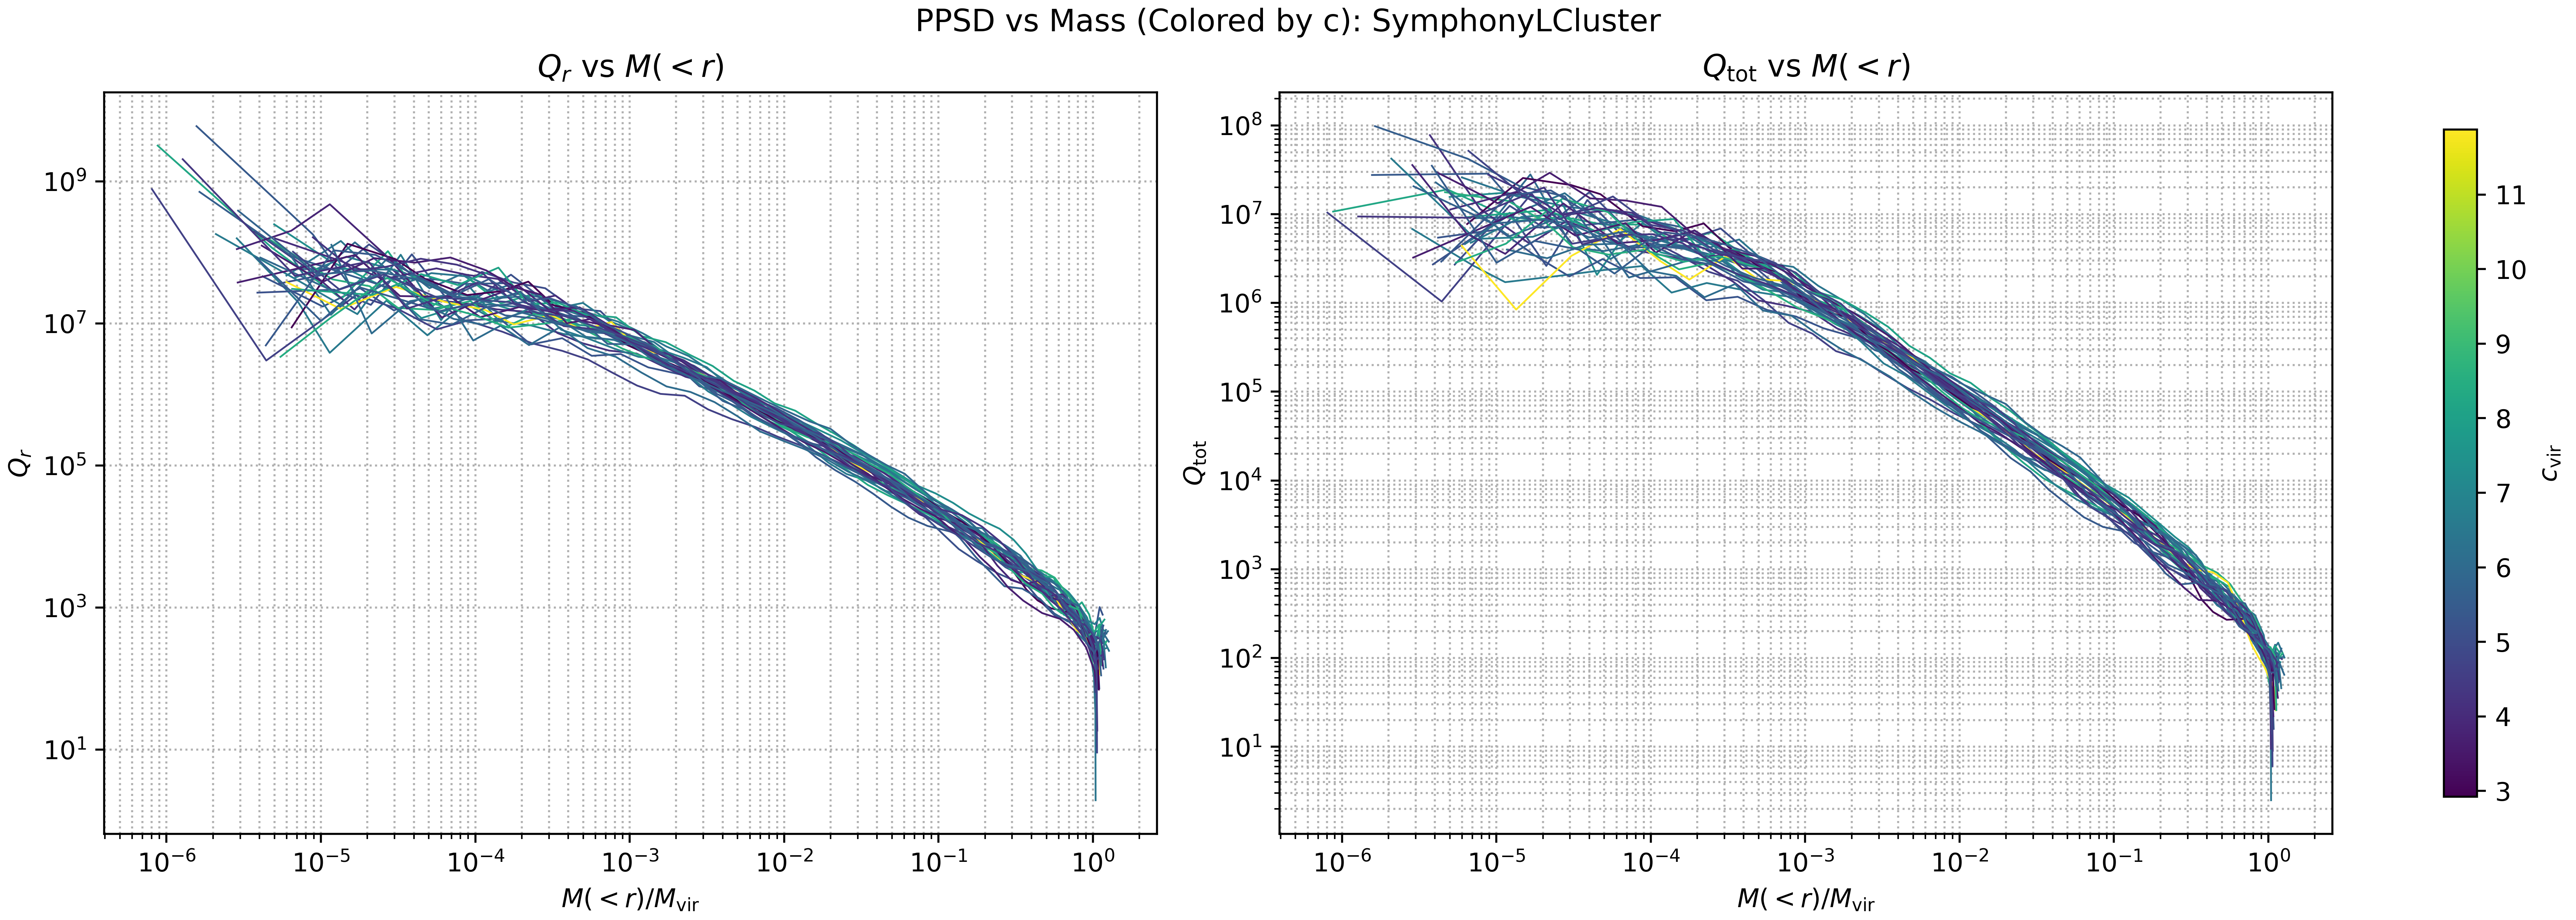 PPSD vs Mass (Colored by c): SymphonyLCluster
Q_r vs M(< r)
Q_tot vs M(< r)
10^9
10^7
10^5
10^3
10^1
Q_r
10^-6 10^-5 10^-4 10^-3 10^-2 10^-1 10^0
M(< r)/M_vir
10^8
10^7
10^6
10^5
10^4
10^3
10^2
10^1
Q_tot
10^-6 10^-5 10^-4 10^-3 10^-2 10^-1 10^0
M(< r)/M_vir
11
10
9
8
7
6
5
4
3
c_vir